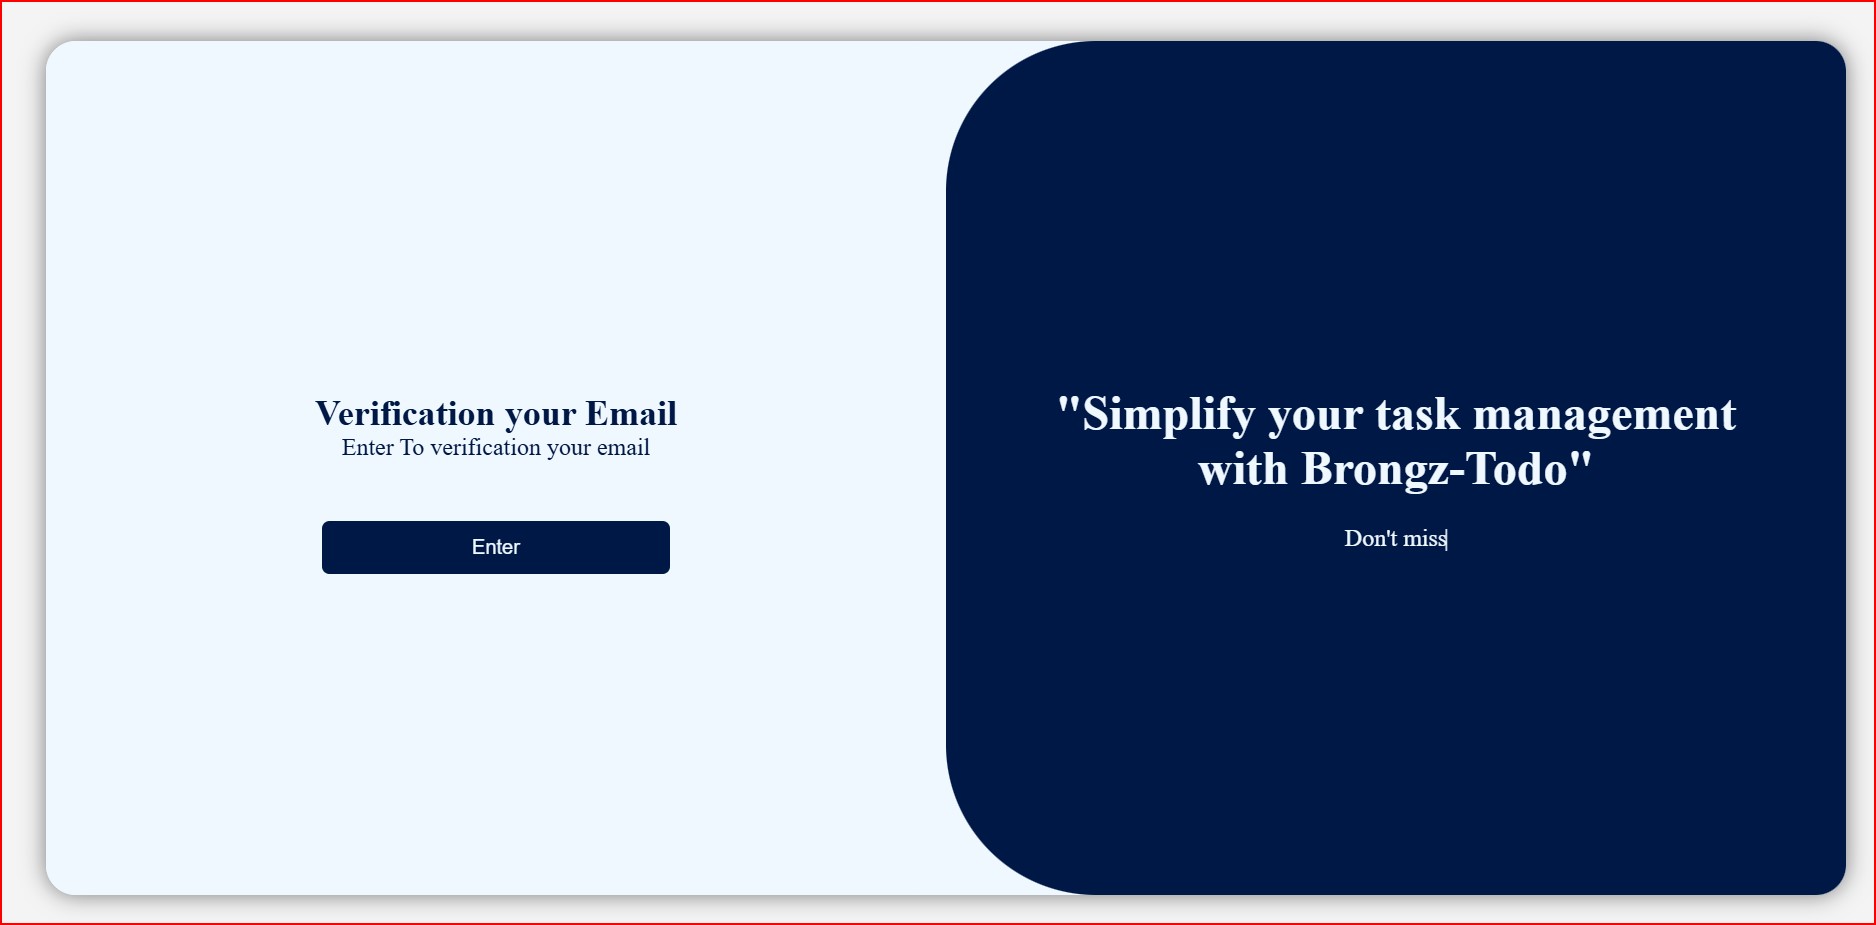 Verification your Email
Enter To verification your email
Enter
"Simplify your task management
with Brongz-Todo"
Don't miss